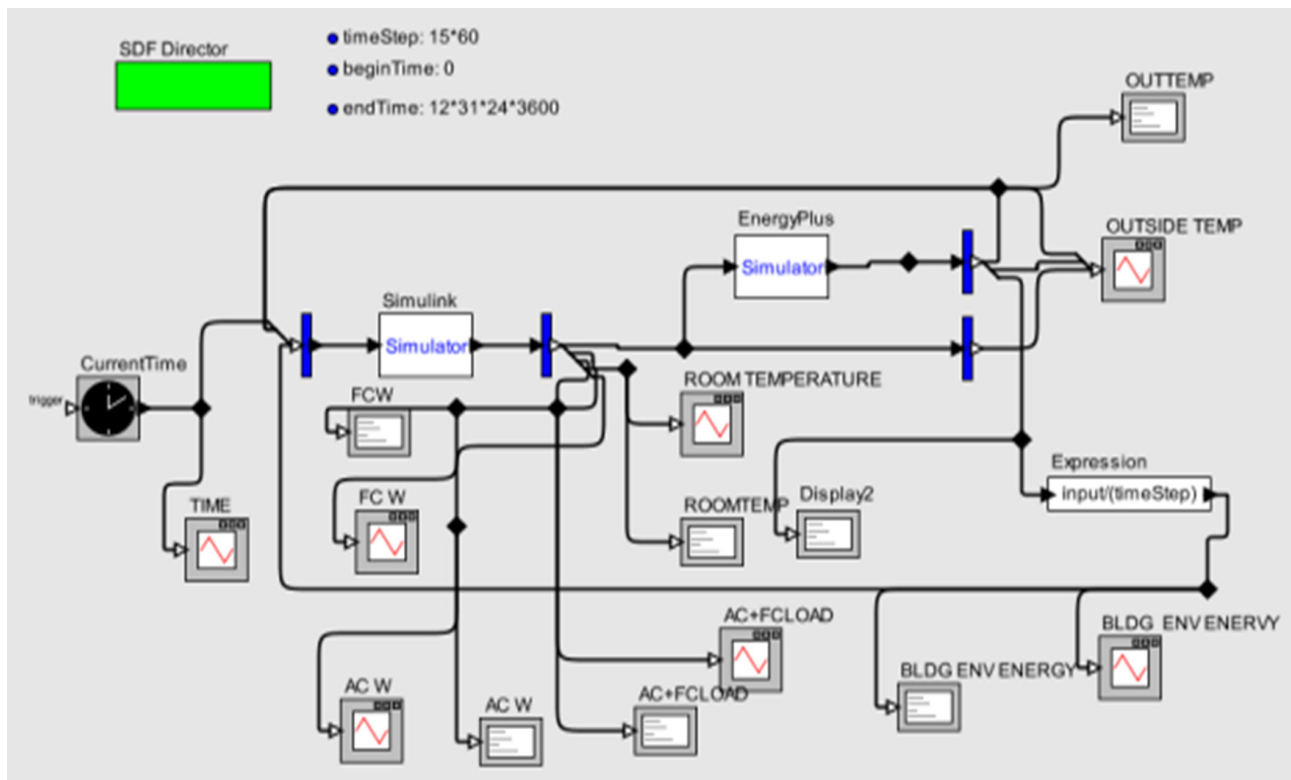 SDF Director
timeStep: 15*60
beginTime: 0
endTime: 12*31*24*3600
OUTTEMP
EnergyPlus
Simulator
OUTSIDE TEMP
Simulink
Simulator
CurrentTime
trigger
FCW
ROOM TEMPERATURE
Expression
input/(timeStep)
TIME
FC W
ROOMTEMP
Display2
AC+FCLOAD
BLDG ENV ENERVY
BLDG ENV ENERGY
AC W
AC W
AC+FCLOAD